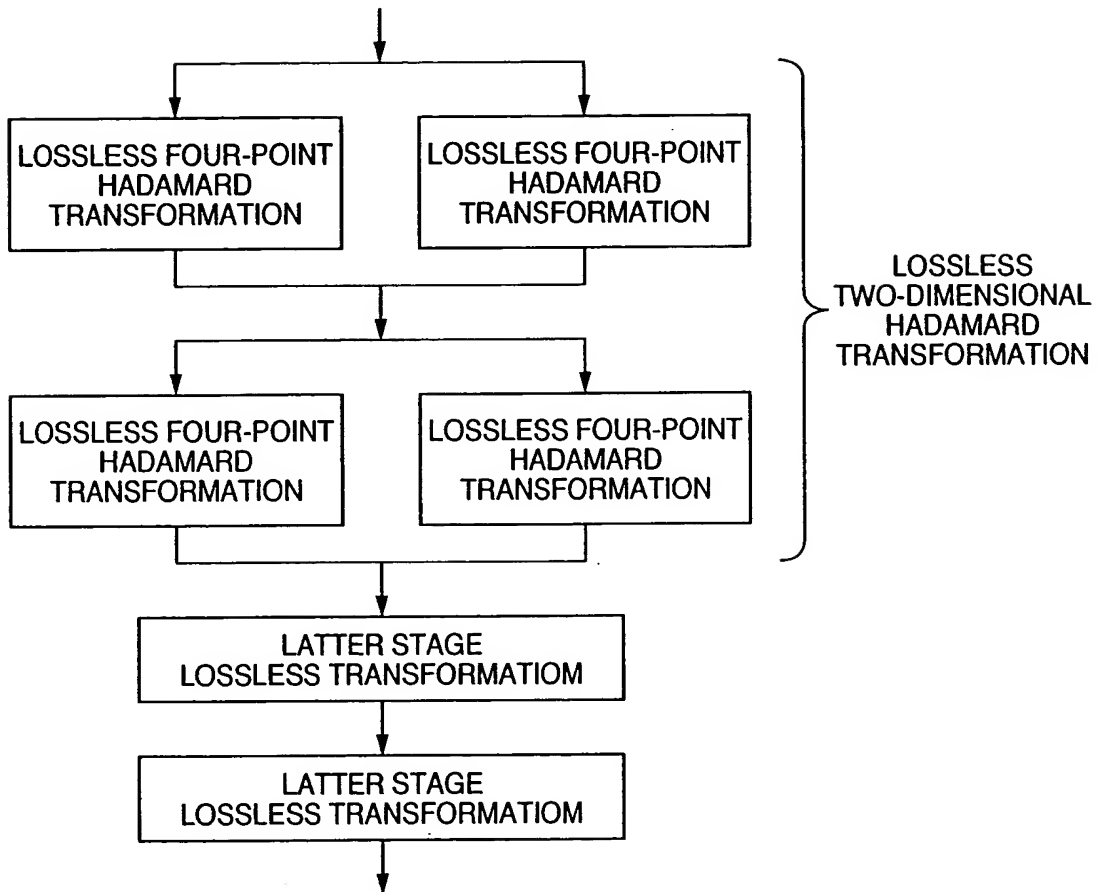 LOSSLESS FOUR-POINT
HADAMARD
TRANSFORMATION
LOSSLESS FOUR-POINT
HADAMARD
TRANSFORMATION
LOSSLESS
TWO-DIMENSIONAL
HADAMARD
TRANSFORMATION
LOSSLESS FOUR-POINT
HADAMARD
TRANSFORMATION
LOSSLESS FOUR-POINT
HADAMARD
TRANSFORMATION
LATTER STAGE
LOSSLESS TRANSFORMATIOM
LATTER STAGE
LOSSLESS TRANSFORMATIOM